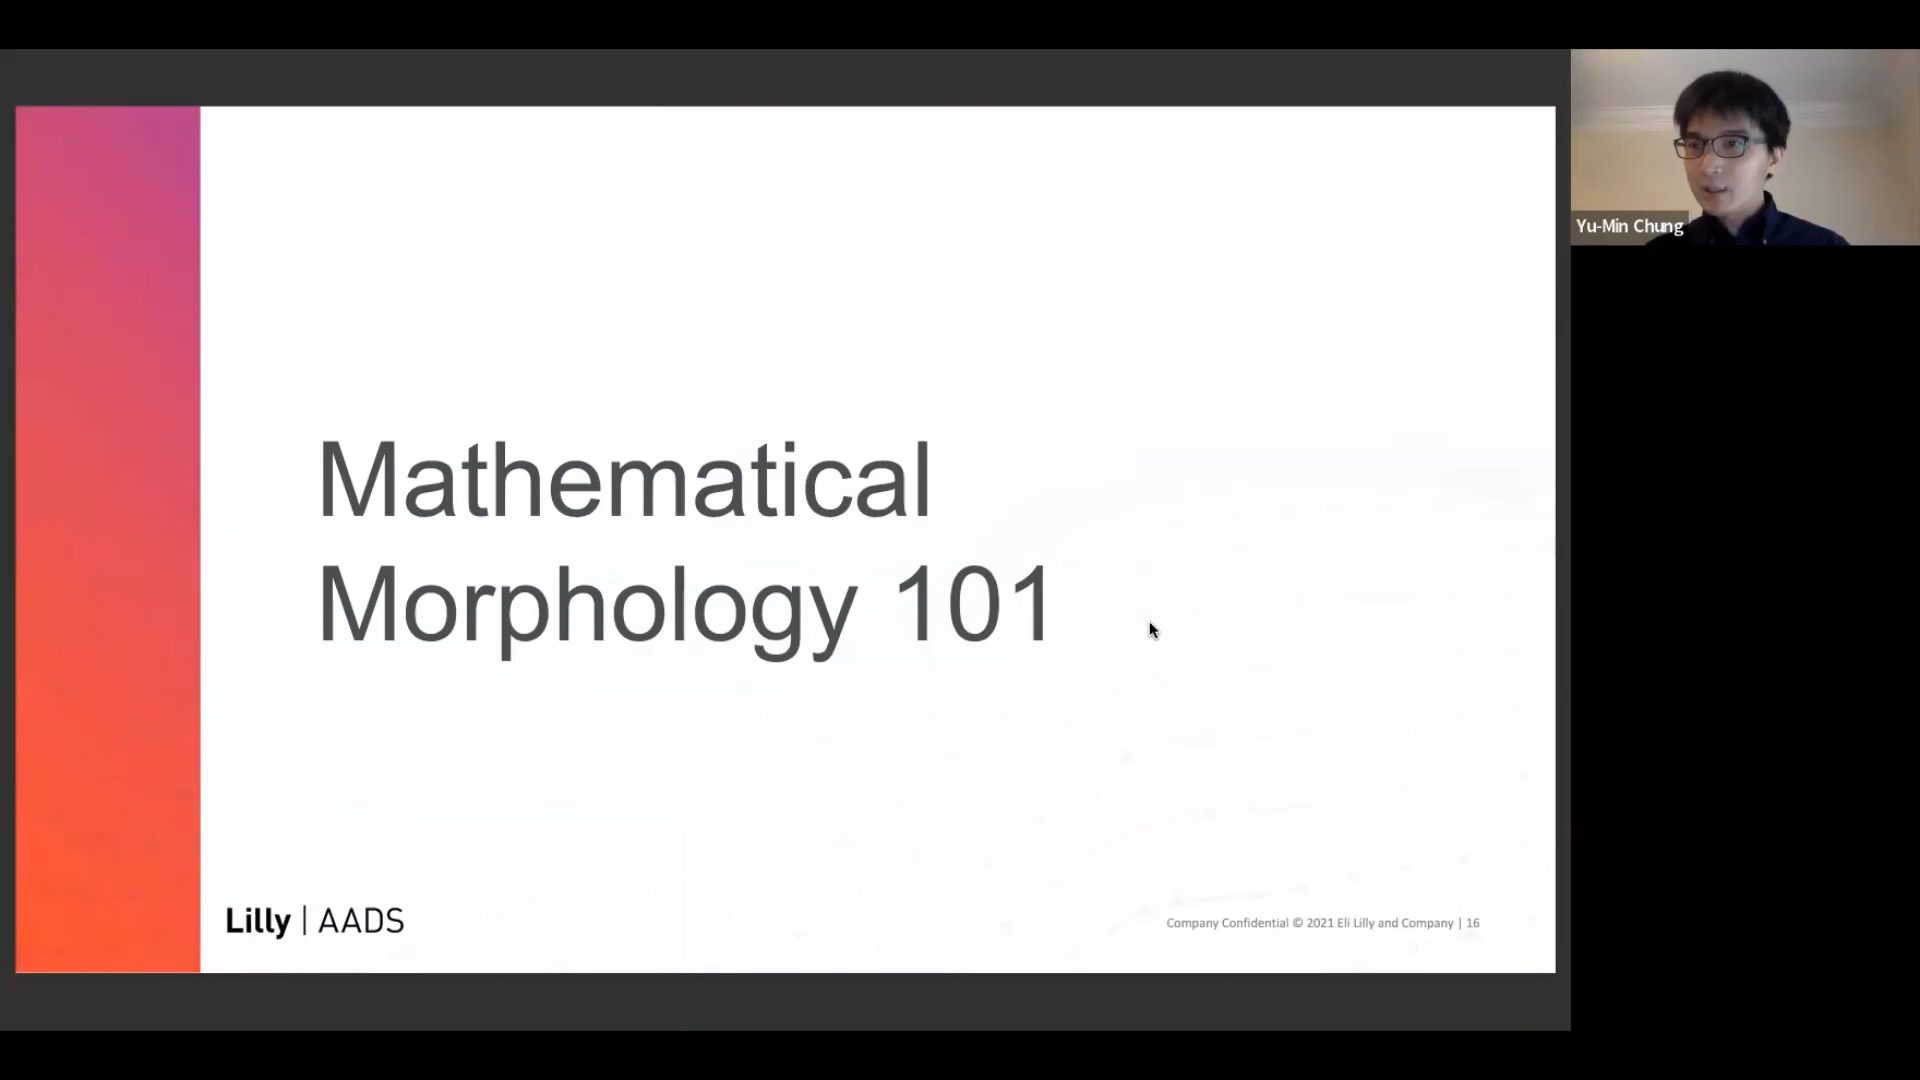 Yu-Min Chung
Mathematical
Morphology 101
Lilly | AADS
Company Confidential © 2021 Eli Lilly and Company | 16